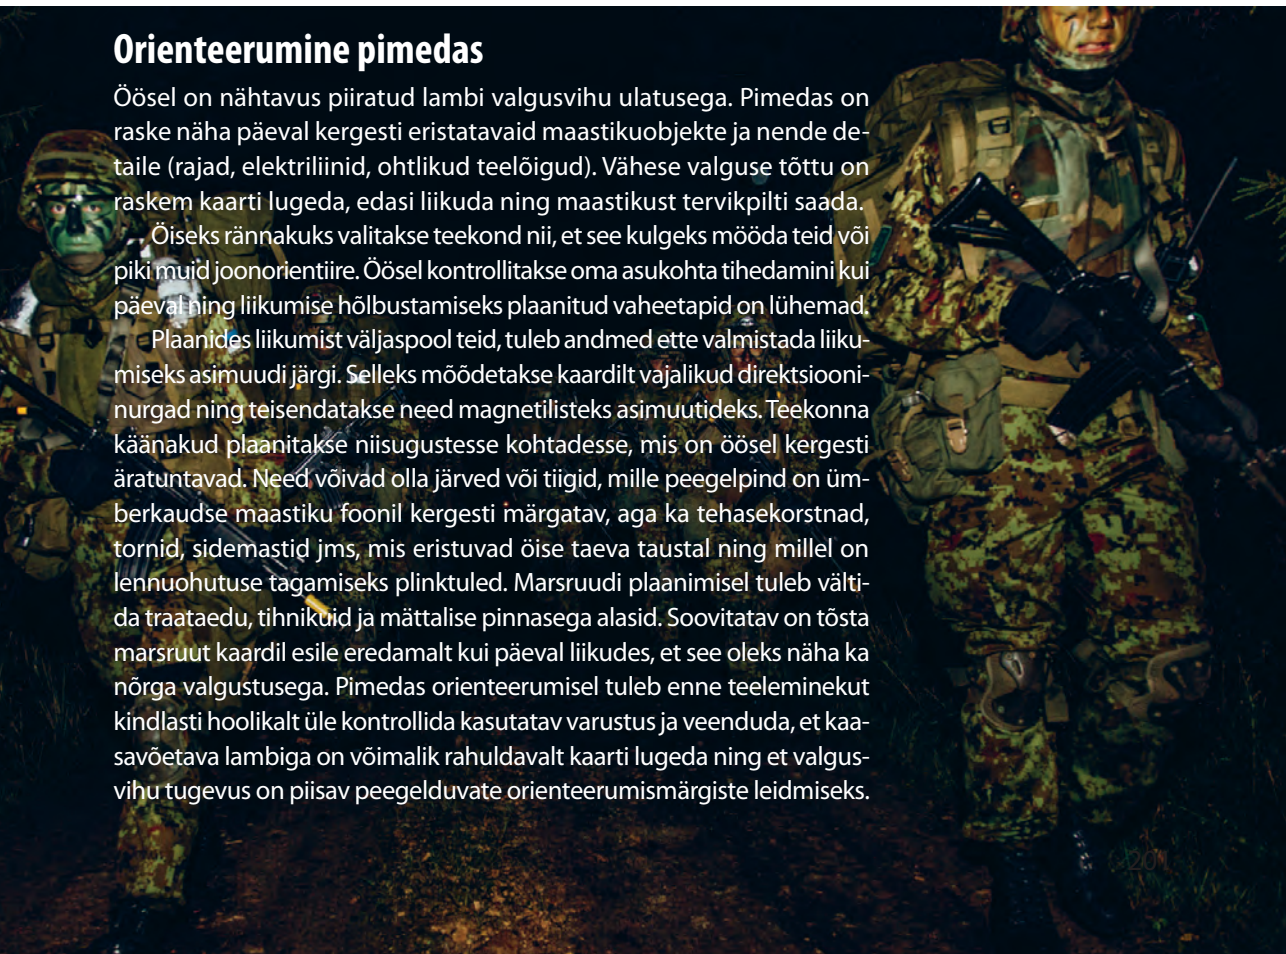 Orienteerumine pimedas
Öösel on nähtavus piiratud lambi valgusvihu ulatusega. Pimedas on
raske näha päeval kergesti eristatavaid maastikuobjekte ja nende de-
taile (rajad, elektriliinid, ohtlikud teelõigud). Vähese valguse tõttu on
raskem kaarti lugeda, edasi liikuda ning maastikust tervikpilti saada.
Öiseks rännakuks valitakse teekond nii, et see kulgeks mööda teid või
piki muid joonorientiire. Öösel kontrollitakse oma asukohta tihedamini kui
päeval ning liikumise hõlbustamiseks plaanitud vaheetapid on lühemad.
Plaanides liikumist väljaspool teid, tuleb andmed ette valmistada liiku-
miseks asimuudi järgi. Selleks mõõdetakse kaardilt vajalikud direktsiooni-
nurgad ning teisendatakse need magnetilisteks asimuutideks. Teekonna
käänakud plaanitakse niisugustesse kohtadesse, mis on öösel kergesti
äratuntavad. Need võivad olla järved või tiigid, mille peegelpind on üm-
berkaudse maastiku foonil kergesti märgatav, aga ka tehasekorstnad,
tornid, sidemastid jms, mis eristuvad öise taeva taustal ning millel on
lennuohutuse tagamiseks plinktuled. Marsruudi plaanimisel tuleb välti-
da traataedu, tihnikuid ja mättalise pinnasega alasid. Soovitatav on tõsta
marsruut kaardil esile eredamalt kui päeval liikudes, et see oleks näha ka
nõrga valgustusega. Pimedas orienteerumisel tuleb enne teeleminekut
kindlasti hoolikalt üle kontrollida kasutatav varustus ja veenduda, et kaa-
savõetava lambiga on võimalik rahuldavalt kaarti lugeda ning et valgus-
vihu tugevus on piisav peegelduvate orienteerumismärgiste leidmiseks.